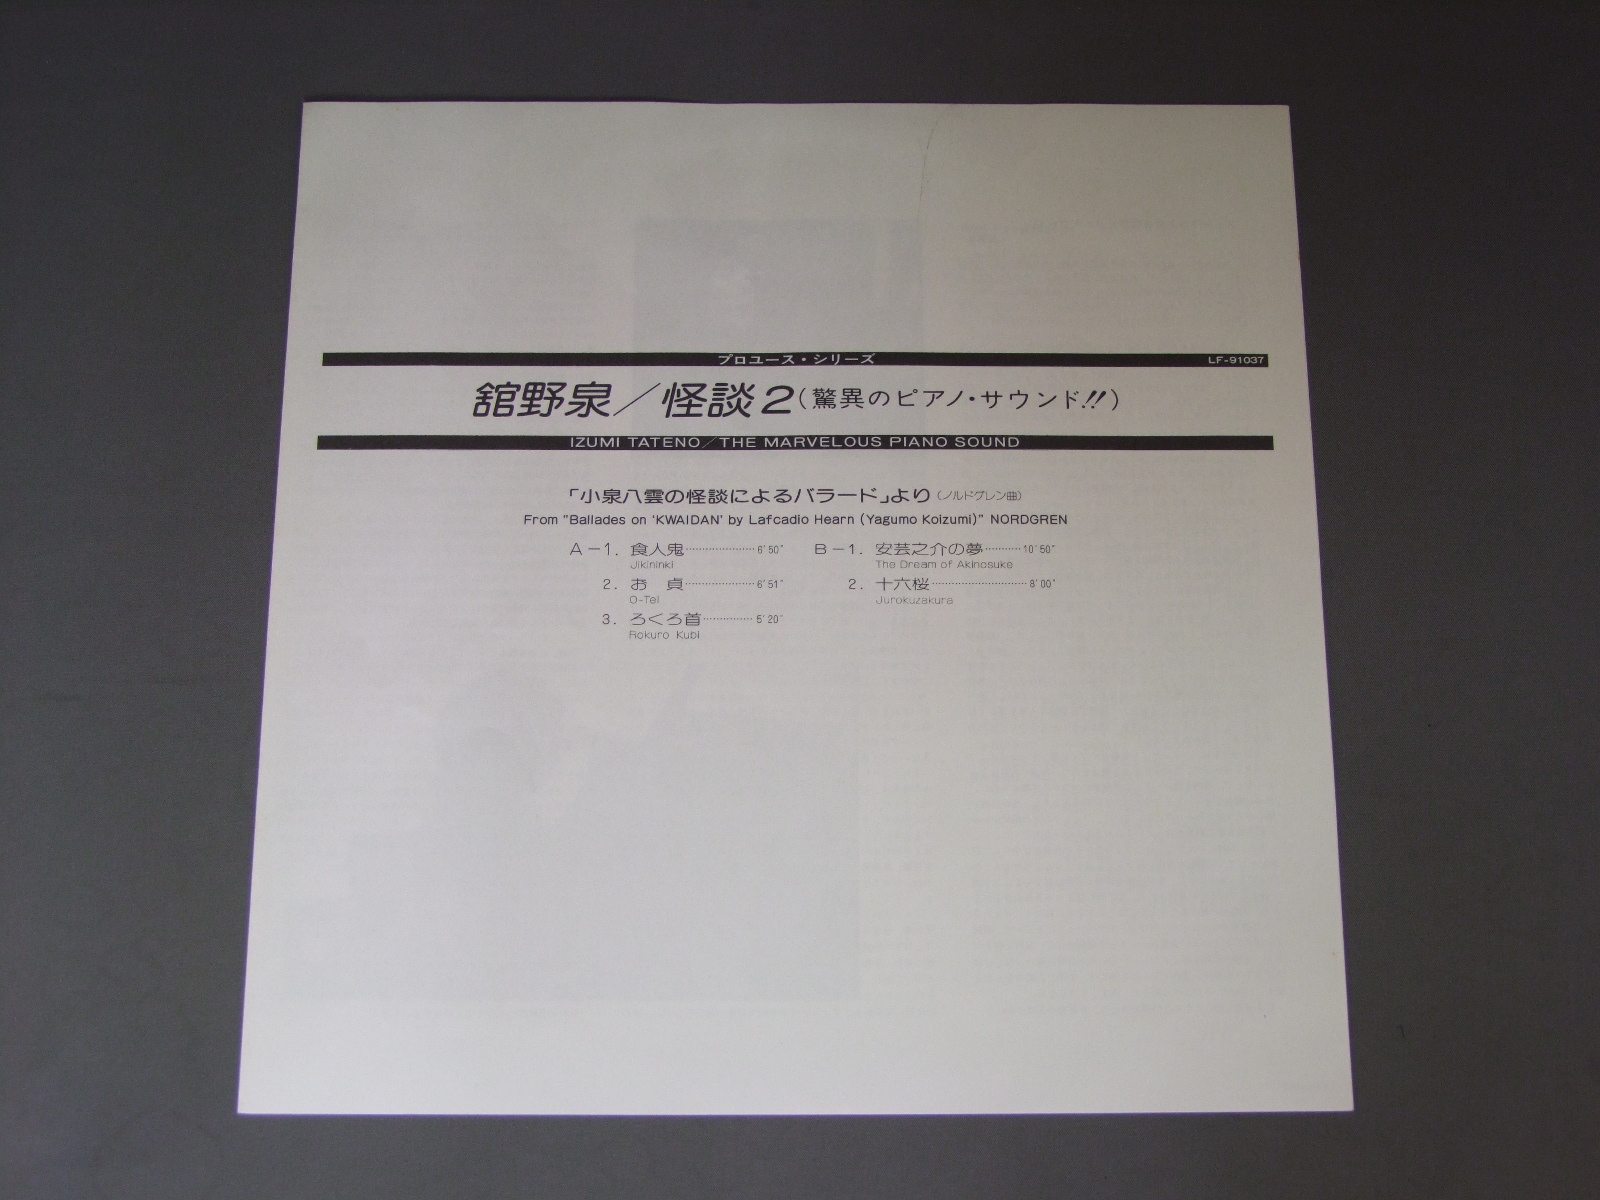 プロユース・シリーズ
LF-91037
舘野泉／怪談2(驚異のピアノ・サウンド!!)
IZUMI TATENO／THE MARVELOUS PIANO SOUND
「小泉八雲の怪談によるバラード」より(ノルドグレン曲)
From "Ballades on 'KWAIDAN' by Lafcadio Hearn (Yagumo Koizumi)" NORDGREN
A－1. 食人鬼…………………6'50"
Jikininki
2. お　貞…………………6'51"
O-Tei
3. ろくろ首……………5'20"
Rokuro Kubi
B－1. 安芸之介の夢…………10'50"
The Dream of Akinosuke
2. 十六桜…………………………8'00"
Jurokuzakura